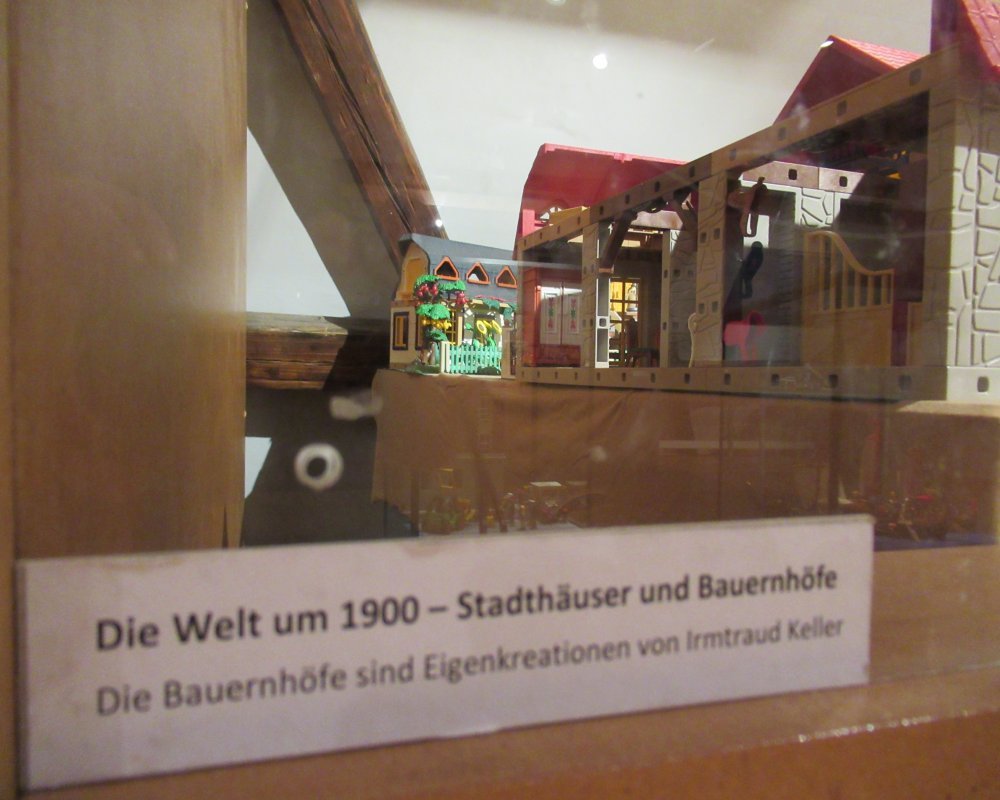 Die Welt um 1900 – Stadthäuser und Bauernhöfe
Die Bauernhöfe sind Eigenkreationen von Irmtraud Keller